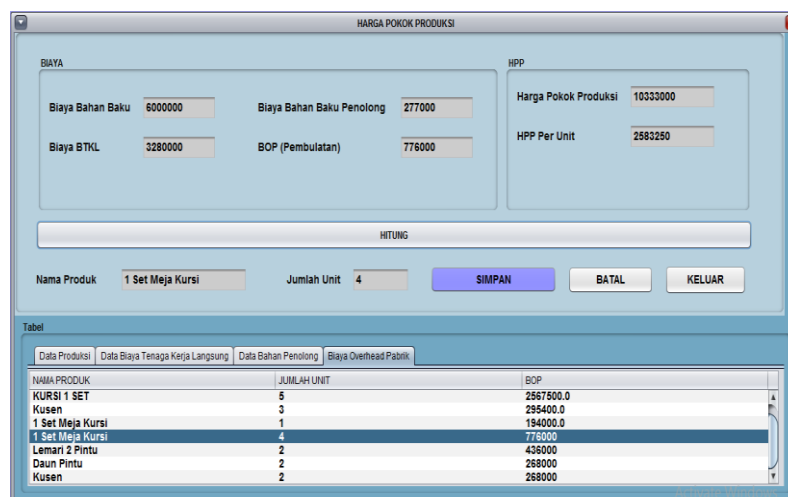 HARGA POKOK PRODUKSI
BIAYA
HPP
Biaya Bahan Baku 6000000 Biaya Bahan Baku Penolong 277000
Harga Pokok Produksi 10333000
Biaya BTKL 3280000 BOP (Pembulatan) 776000
HPP Per Unit 2583250
HITUNG
Nama Produk 1 Set Meja Kursi Jumlah Unit 4 SIMPAN BATAL KELUAR
Tabel
Data Produksi Data Biaya Tenaga Kerja Langsung Data Bahan Penolong Biaya Overhead Pabrik
NAMA PRODUK JUMLAH UNIT BOP
KURSI 1 SET 5 2567500.0
Kusen 3 295400.0
1 Set Meja Kursi 1 194000.0
1 Set Meja Kursi 4 776000
Lemari 2 Pintu 2 436000
Daun Pintu 2 268000
Kusen 2 268000